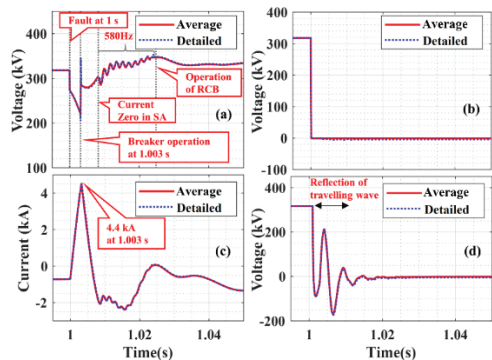 400
300
200
100
Voltage (kV)
Fault at 1 s
580Hz
Average
Detailed
Operation
of RCB
Current
Zero in SA
(a)
Breaker operation
at 1.003 s
400
300
200
100
0
-100
Voltage (kV)
Average
Detailed
(b)
4
2
0
-2
Current (kA)
Average
Detailed
4.4 kA
at 1.003 s
(c)
1
1.02
1.04
Time(s)
400
200
0
-200
Voltage (kV)
Reflection of
travelling wave
Average
Detailed
(d)
1
1.02
1.04
Time(s)